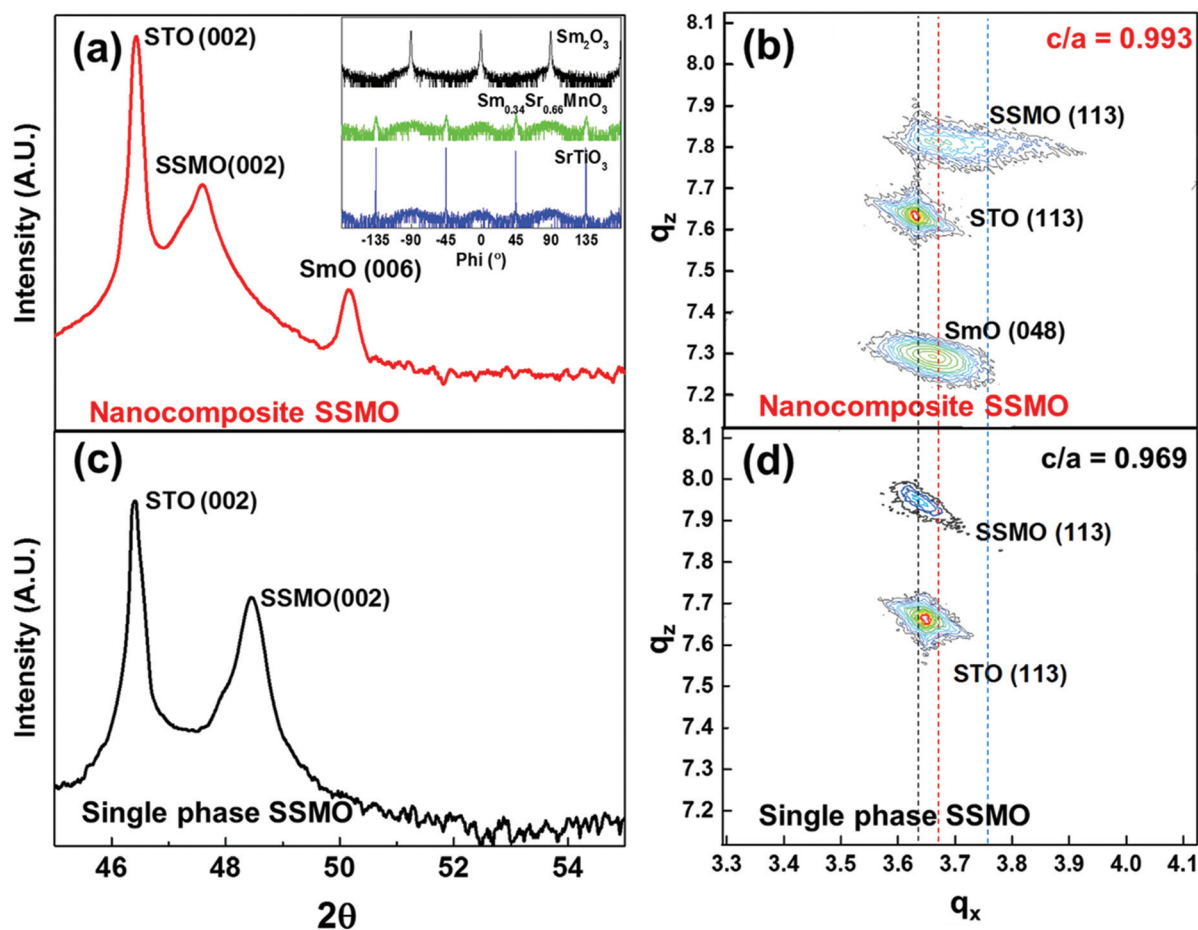 (a)
STO (002)
SSMO(002)
SmO (006)
Sm₂O₃
Sm₀.₃₄Sr₀.₆₆MnO₃
SrTiO₃
-135 -90 -45 0 45 90 135
Phi (°)
Intensity (A.U.)
Nanocomposite SSMO
(b)
c/a = 0.993
SSMO (113)
STO (113)
SmO (048)
8.1
8.0
7.9
7.8
7.7
7.6
7.5
7.4
7.3
7.2
qz
Nanocomposite SSMO
(c)
STO (002)
SSMO(002)
Intensity (A.U.)
Single phase SSMO
46 48 50 52 54
2θ
(d)
c/a = 0.969
SSMO (113)
STO (113)
8.1
8.0
7.9
7.8
7.7
7.6
7.5
7.4
7.3
7.2
qz
Single phase SSMO
3.3 3.4 3.5 3.6 3.7 3.8 3.9 4.0 4.1
qx